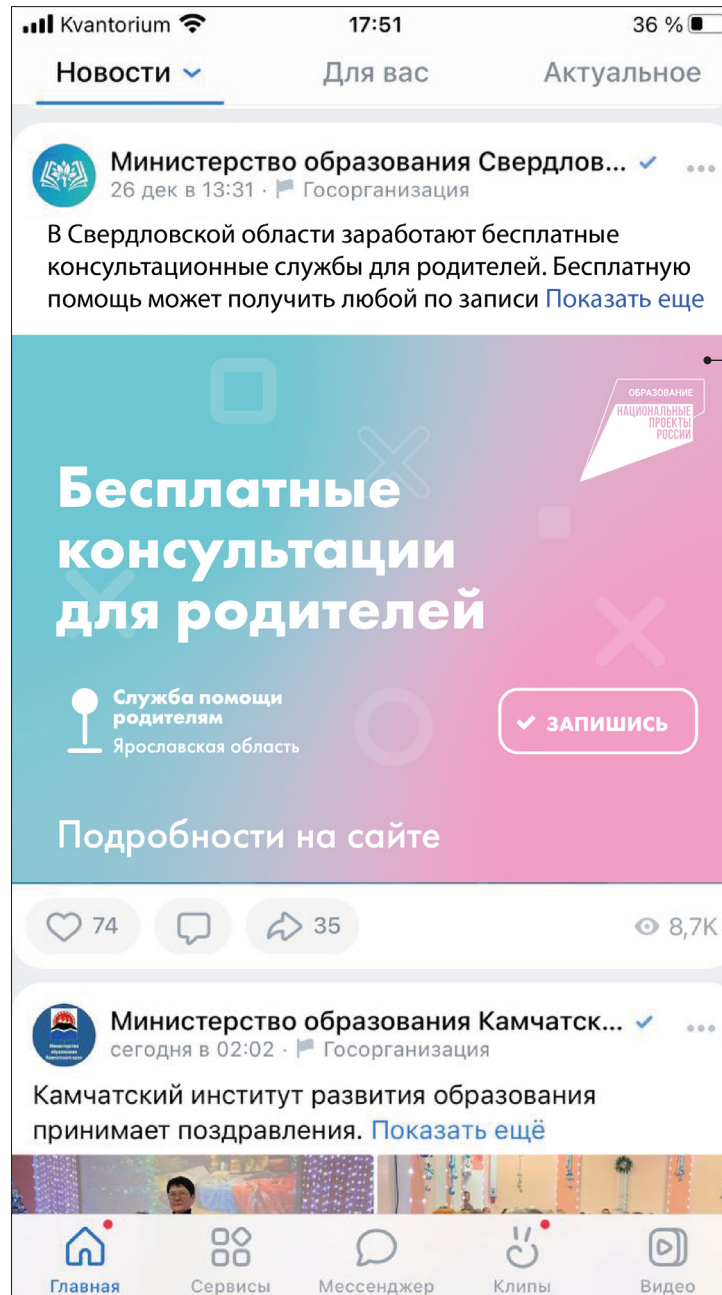 Kvantorium 17:51 36 %
Новости Для вас Актуальное
Министерство образования Свердлов...
26 дек в 13:31 · Госорганизация
В Свердловской области заработают бесплатные
консультационные службы для родителей. Бесплатную
помощь может получить любой по записи Показать еще
ОБРАЗОВАНИЕ
НАЦИОНАЛЬНЫЕ
ПРОЕКТЫ
РОССИИ
Бесплатные
консультации
для родителей
Служба помощи
родителям
Ярославская область
ЗАПИШИСЬ
Подробности на сайте
74 35 8,7K
Министерство образования Камчатск...
сегодня в 02:02 · Госорганизация
Камчатский институт развития образования
принимает поздравления. Показать ещё
Главная Сервисы Мессенджер Клипы Видео